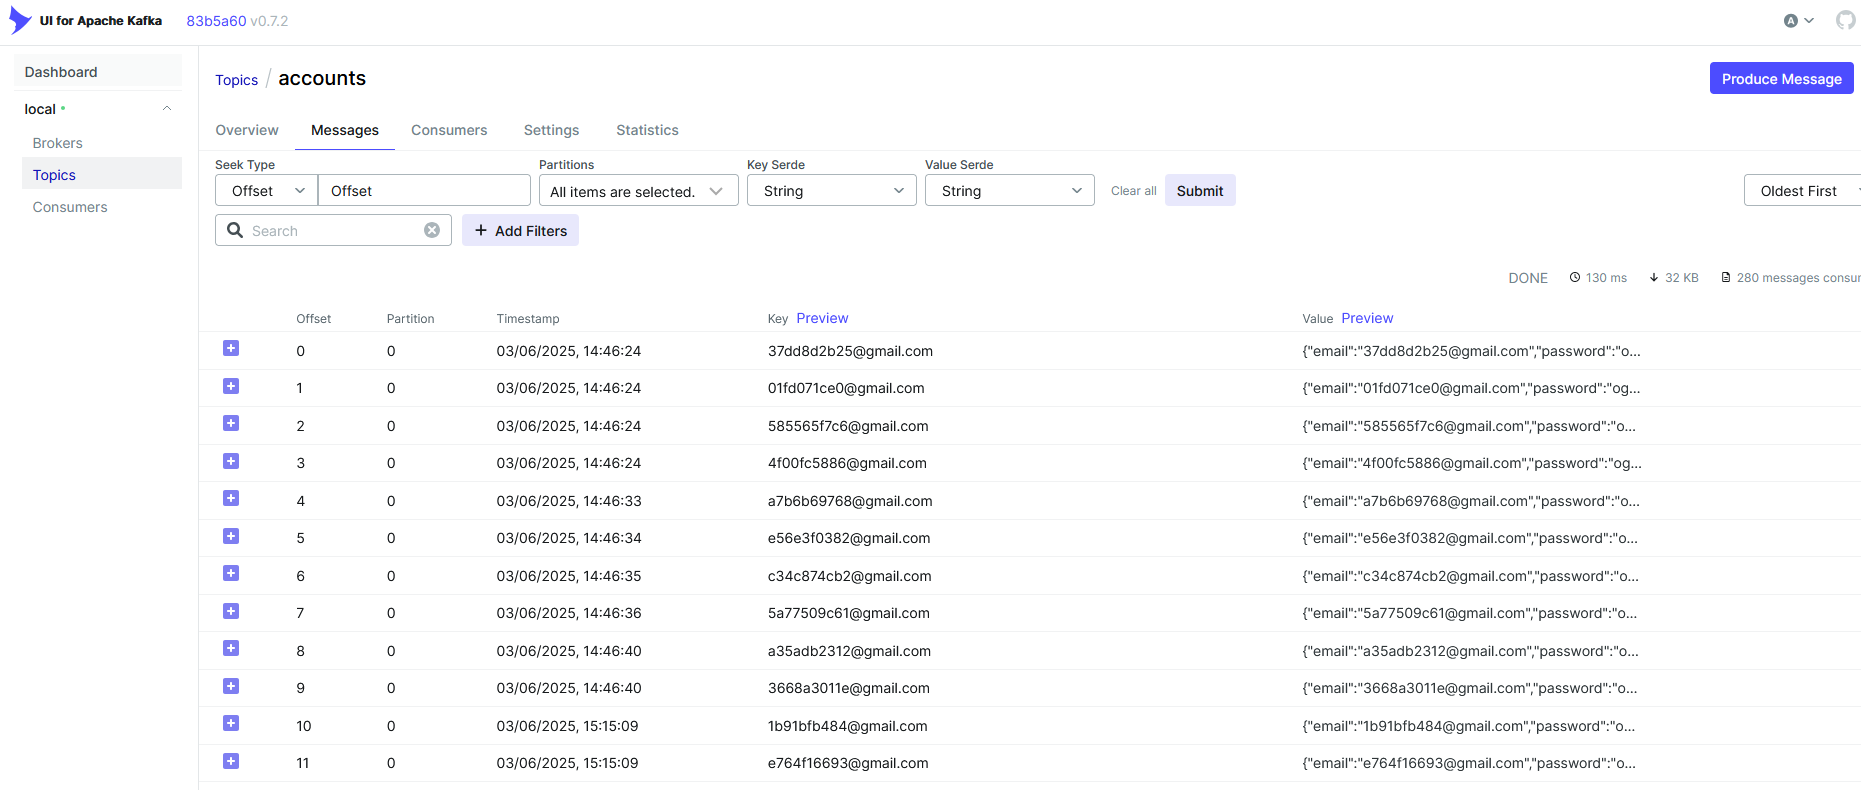 UI for Apache Kafka 83b5a60 v0.7.2 A
Dashboard
local
Brokers
Topics
Consumers
Topics / accounts
Produce Message
Overview Messages Consumers Settings Statistics
Seek Type Partitions Key Serde Value Serde
Offset Offset All items are selected. String String Clear all Submit Oldest First
Search Add Filters
DONE 130 ms 32 KB 280 messages consur
Offset Partition Timestamp Key Preview Value Preview
0 0 03/06/2025, 14:46:24 37dd8d2b25@gmail.com {"email":"37dd8d2b25@gmail.com","password":"o...
1 0 03/06/2025, 14:46:24 01fd071ce0@gmail.com {"email":"01fd071ce0@gmail.com","password":"og...
2 0 03/06/2025, 14:46:24 585565f7c6@gmail.com {"email":"585565f7c6@gmail.com","password":"o...
3 0 03/06/2025, 14:46:24 4f00fc5886@gmail.com {"email":"4f00fc5886@gmail.com","password":"og...
4 0 03/06/2025, 14:46:33 a7b6b69768@gmail.com {"email":"a7b6b69768@gmail.com","password":"o...
5 0 03/06/2025, 14:46:34 e56e3f0382@gmail.com {"email":"e56e3f0382@gmail.com","password":"o...
6 0 03/06/2025, 14:46:35 c34c874cb2@gmail.com {"email":"c34c874cb2@gmail.com","password":"o...
7 0 03/06/2025, 14:46:36 5a77509c61@gmail.com {"email":"5a77509c61@gmail.com","password":"o...
8 0 03/06/2025, 14:46:40 a35adb2312@gmail.com {"email":"a35adb2312@gmail.com","password":"o...
9 0 03/06/2025, 14:46:40 3668a3011e@gmail.com {"email":"3668a3011e@gmail.com","password":"o...
10 0 03/06/2025, 15:15:09 1b91bfb484@gmail.com {"email":"1b91bfb484@gmail.com","password":"o...
11 0 03/06/2025, 15:15:09 e764f16693@gmail.com {"email":"e764f16693@gmail.com","password":"o...